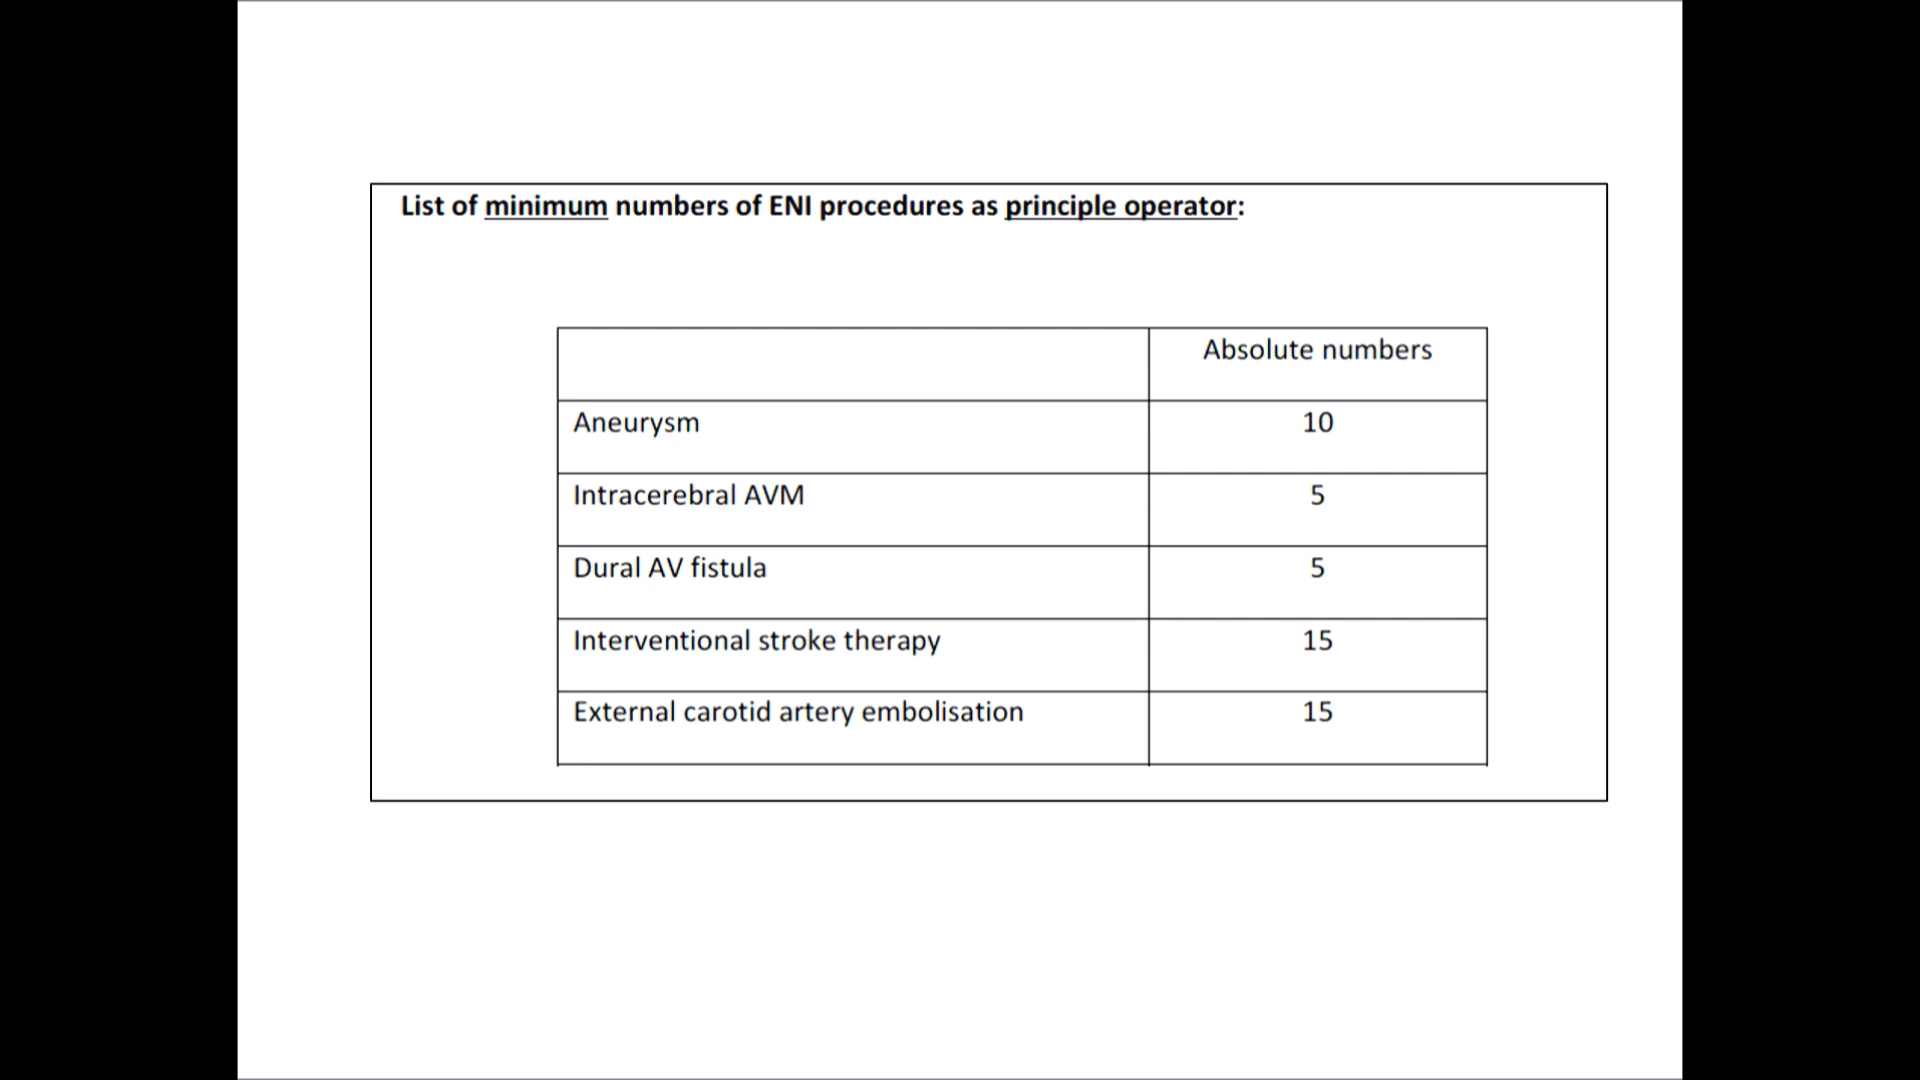 List of minimum numbers of ENI procedures as principle operator:
Absolute numbers
Aneurysm 10
Intracerebral AVM 5
Dural AV fistula 5
Interventional stroke therapy 15
External carotid artery embolisation 15